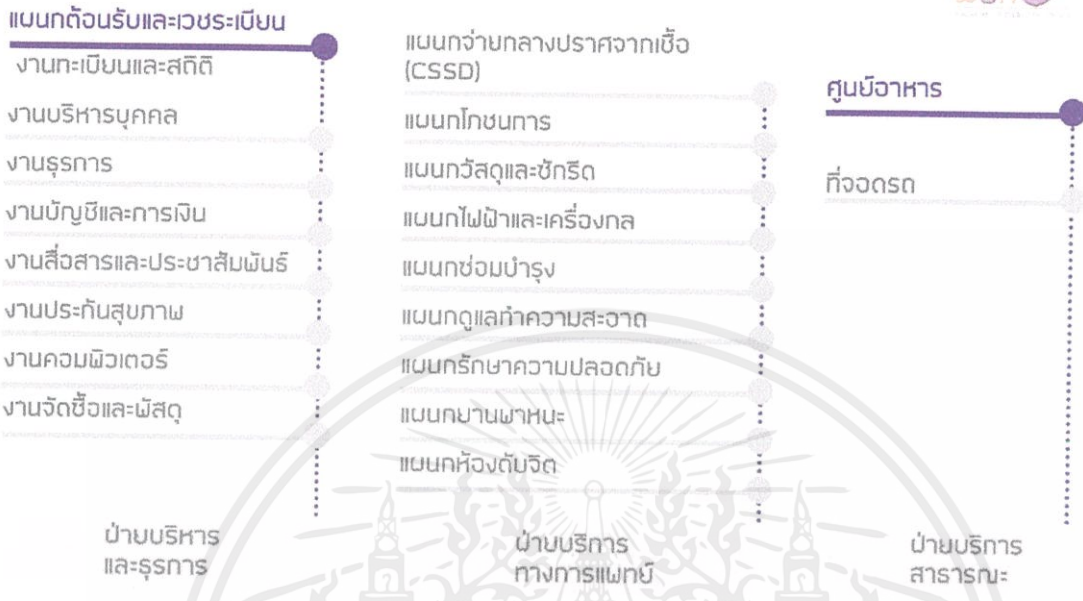 แผนกต้อนรับและเวชระเบียน
งานทะเบียนและสถิติ
งานบริหารบุคคล
งานธุรการ
งานบัญชีและการเงิน
งานสื่อสารและประชาสัมพันธ์
งานประกันสุขภาพ
งานคอมพิวเตอร์
งานจัดซื้อและพัสดุ
ฝ่ายบริหาร
และธุรการ
แผนกจ่ายกลางปราศจากเชื้อ
(CSSD)
แผนกโภชนการ
แผนกวัสดุและซักรีด
แผนกไฟฟ้าและเครื่องกล
แผนกซ่อมบำรุง
แผนกดูแลทำความสะอาด
แผนกรักษาความปลอดภัย
แผนกยานพาหนะ
แผนกห้องดับจิต
ฝ่ายบริการ
ทางการแพทย์
ศูนย์อาหาร
ที่จอดรถ
ฝ่ายบริการ
สาธารณะ